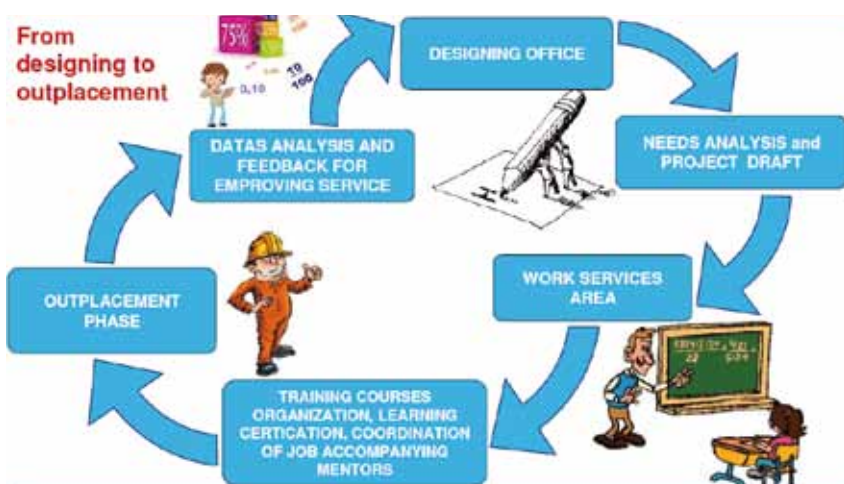 From
designing to
outplacement
75%
0,10
10
100
DESIGNING OFFICE
NEEDS ANALYSIS and
PROJECT DRAFT
WORK SERVICES
AREA
TRAINING COURSES
ORGANIZATION, LEARNING
CERTICATION, COORDINATION
OF JOB ACCOMPANYING
MENTORS
OUTPLACEMENT
PHASE
DATAS ANALYSIS AND
FEEDBACK FOR
EMPROVING SERVICE